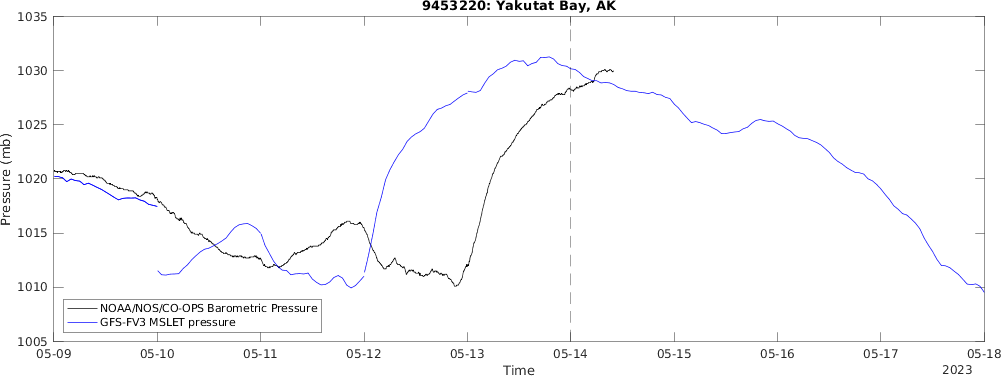 9453220: Yakutat Bay, AK
Pressure (mb)
1035
1030
1025
1020
1015
1010
1005
NOAA/NOS/CO-OPS Barometric Pressure
GFS-FV3 MSLET pressure
05-09 05-10 05-11 05-12 05-13 05-14 05-15 05-16 05-17 05-18
Time
2023